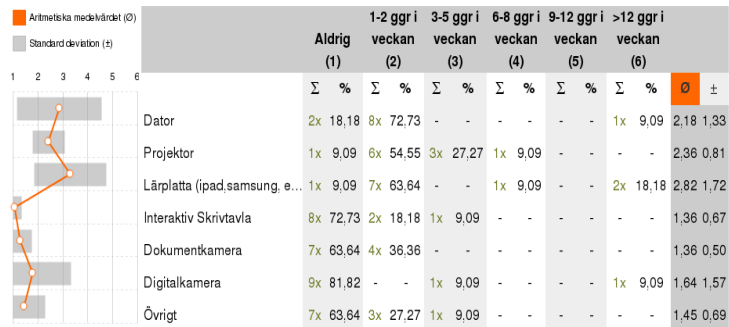 Aritmetiska medelvärdet (Ø)
Standard deviation (±)
1 2 3 4 5 6
Aldrig (1) 1-2 ggr i veckan (2) 3-5 ggr i veckan (3) 6-8 ggr i veckan (4) 9-12 ggr i veckan (5) >12 ggr i veckan (6)
Σ % Σ % Σ % Σ % Σ % Σ % Ø ±
Dator 2x 18,18 8x 72,73 - - - - - - 1x 9,09 2,18 1,33
Projektor 1x 9,09 6x 54,55 3x 27,27 1x 9,09 - - - - 2,36 0,81
Lärplatta (ipad,samsung, e... 1x 9,09 7x 63,64 - - 1x 9,09 - - 2x 18,18 2,82 1,72
Interaktiv Skrivtavla 8x 72,73 2x 18,18 1x 9,09 - - - - - - 1,36 0,67
Dokumentkamera 7x 63,64 4x 36,36 - - - - - - - - 1,36 0,50
Digitalkamera 9x 81,82 - - 1x 9,09 - - - - 1x 9,09 1,64 1,57
Övrigt 7x 63,64 3x 27,27 1x 9,09 - - - - - - 1,45 0,69